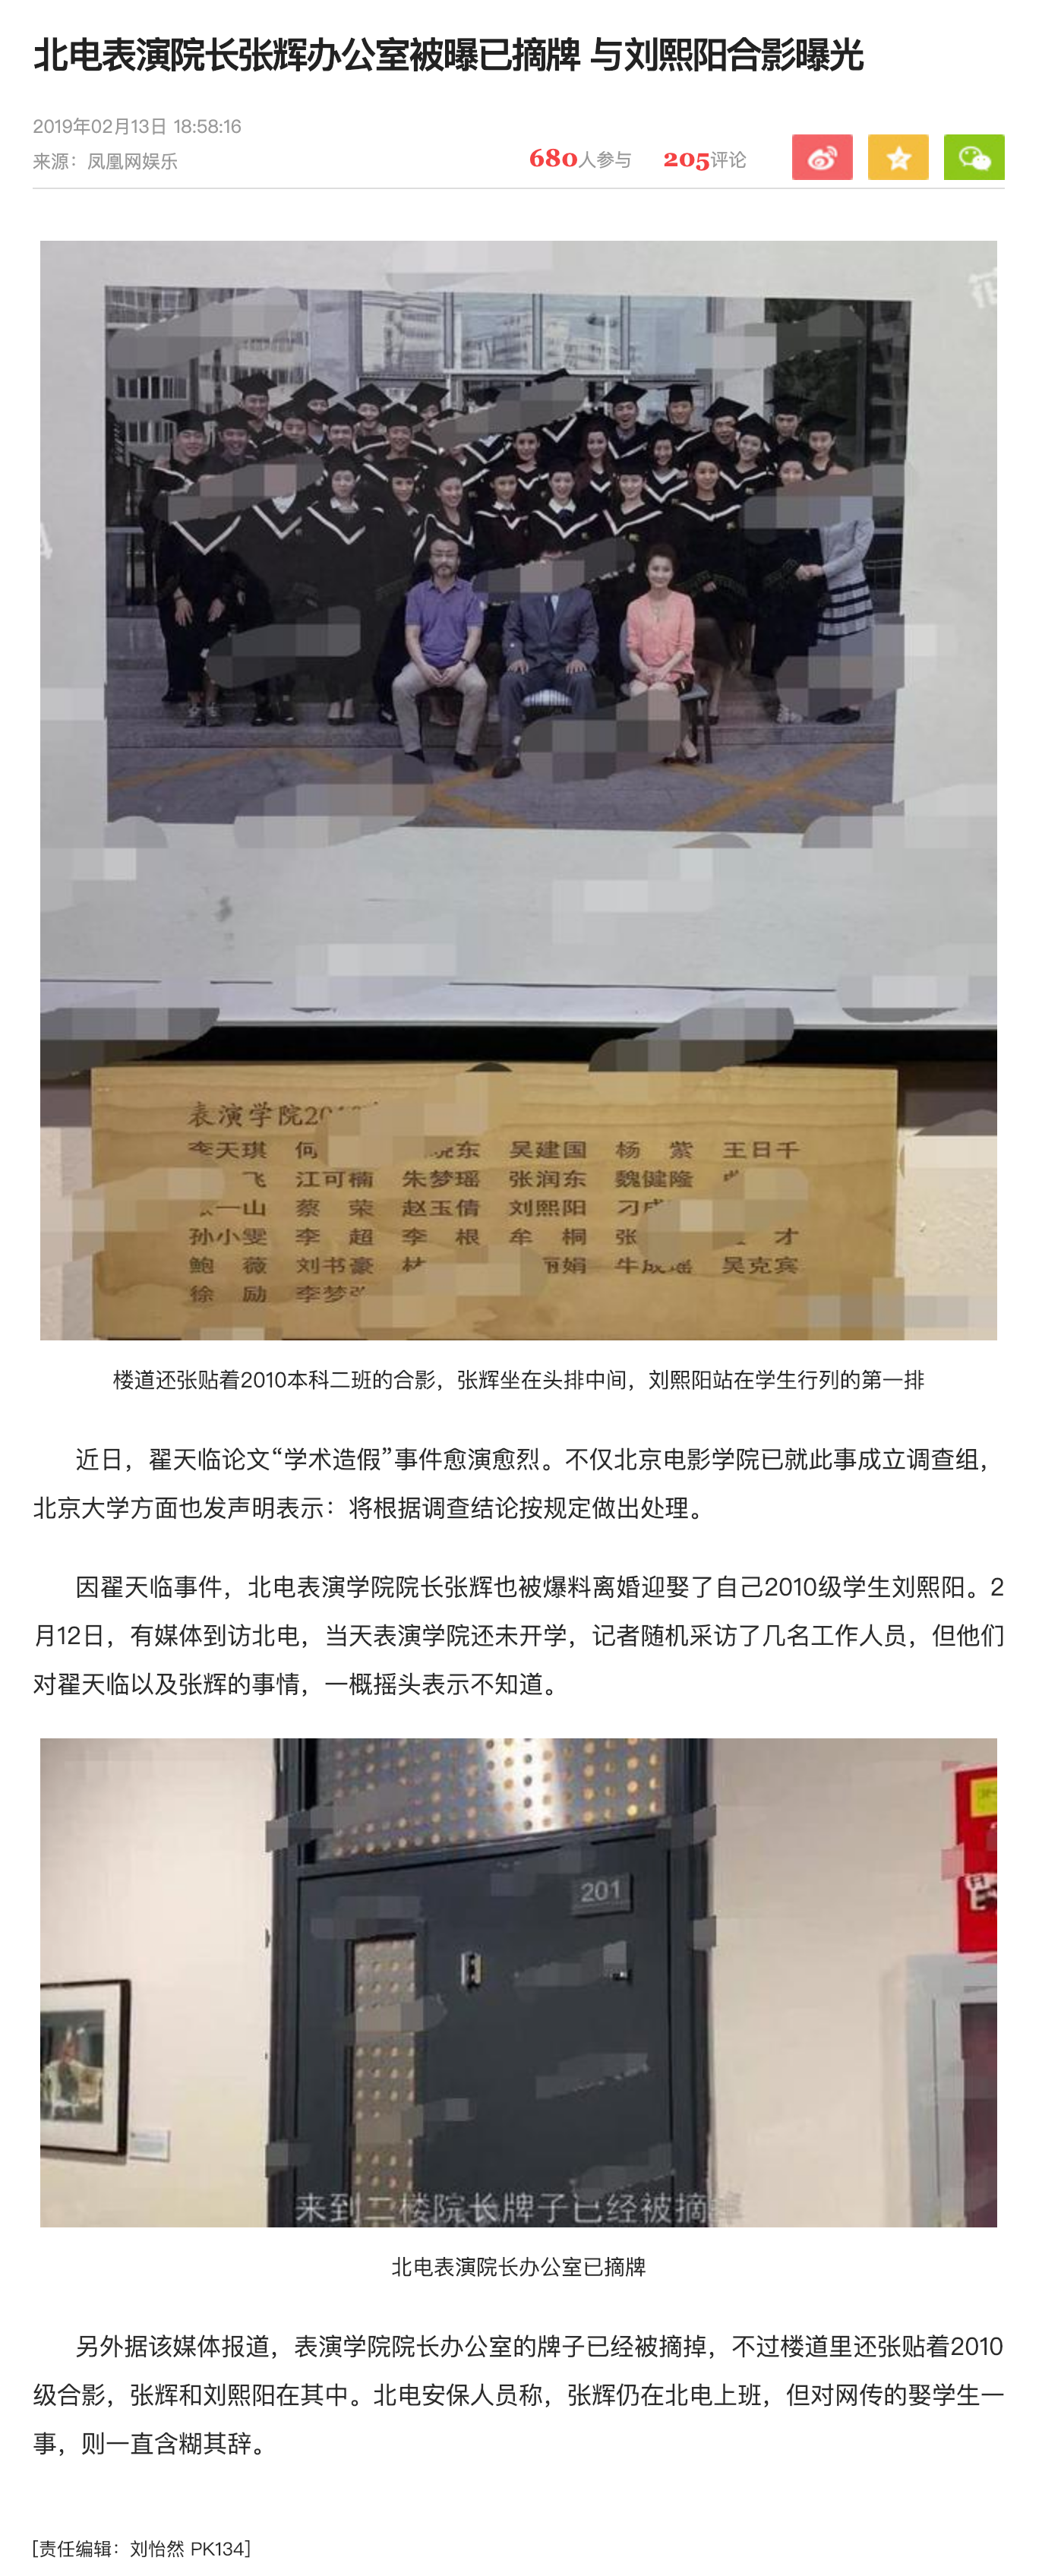 北电表演院长张辉办公室被曝已摘牌 与刘熙阳合影曝光
2019年02月13日 18:58:16
来源：凤凰网娱乐
680人参与 205评论
表演学院20
李天琪 何 晓东 吴建国 杨紫 王日千
飞 江可楠 朱梦瑶 张润东 魏健隆
一山 蔡荣 赵玉倩 刘熙阳 刁
孙小雯 李超 李根 牟桐 张 才
鲍薇 刘书豪 林 丽娟 牛成瑶 吴克宾
徐励 李梦
楼道还张贴着2010本科二班的合影，张辉坐在头排中间，刘熙阳站在学生行列的第一排
近日，翟天临论文“学术造假”事件愈演愈烈。不仅北京电影学院已就此事成立调查组，
北京大学方面也发声明表示：将根据调查结论按规定做出处理。
因翟天临事件，北电表演学院院长张辉也被爆料离婚迎娶了自己2010级学生刘熙阳。2
月12日，有媒体到访北电，当天表演学院还未开学，记者随机采访了几名工作人员，但他们
对翟天临以及张辉的事情，一概摇头表示不知道。
201
来到二楼院长牌子已经被摘
北电表演院长办公室已摘牌
另外据该媒体报道，表演学院院长办公室的牌子已经被摘掉，不过楼道里还张贴着2010
级合影，张辉和刘熙阳在其中。北电安保人员称，张辉仍在北电上班，但对网传的娶学生一
事，则一直含糊其辞。
[责任编辑：刘怡然 PK134]